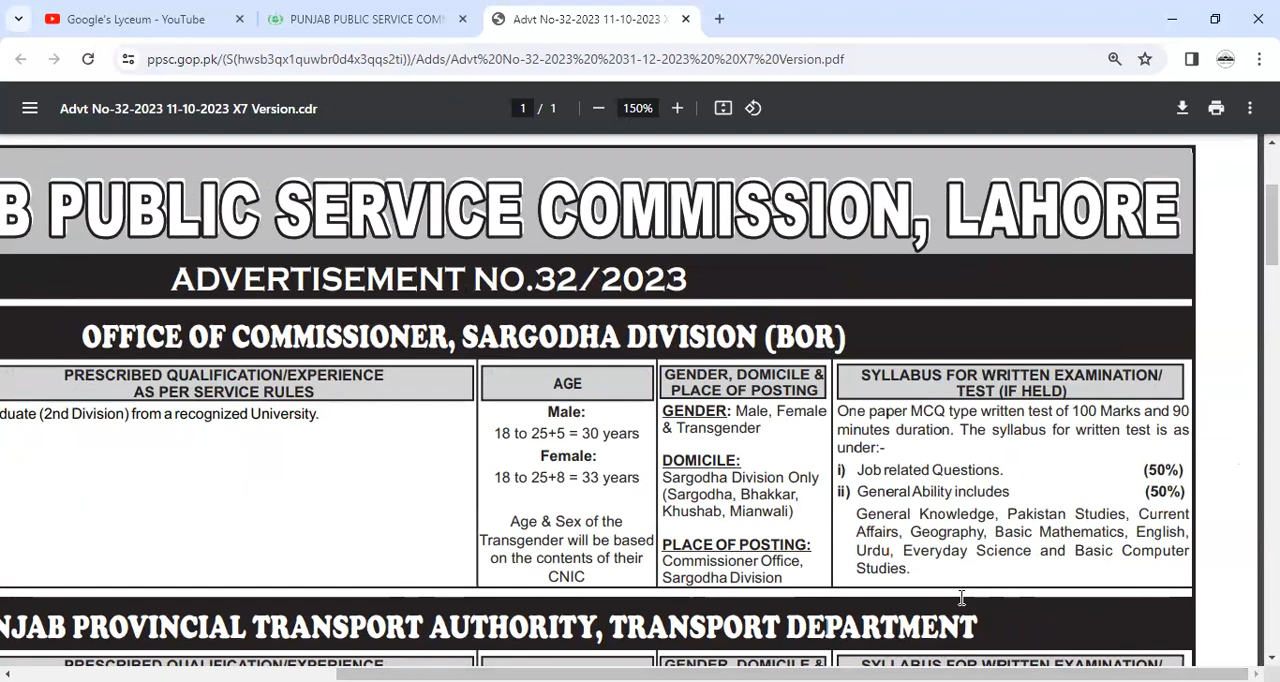 Google's Lyceum - YouTube
PUNJAB PUBLIC SERVICE COM
Advt No-32-2023 11-10-2023 X
ppsc.gop.pk/(S(hwsb3qx1quwbr0d4x3qqs2ti))/Adds/Advt%20No-32-2023%20%2031-12-2023%20%20X7%20Version.pdf
Advt No-32-2023 11-10-2023 X7 Version.cdr
1 / 1
150%
B PUBLIC SERVICE COMMISSION, LAHORE
ADVERTISEMENT NO.32/2023
OFFICE OF COMMISSIONER, SARGODHA DIVISION (BOR)
PRESCRIBED QUALIFICATION/EXPERIENCE
AS PER SERVICE RULES
duate (2nd Division) from a recognized University.
AGE
Male:
18 to 25+5 = 30 years
Female:
18 to 25+8 = 33 years
Age & Sex of the
Transgender will be based
on the contents of their
CNIC
GENDER, DOMICILE &
PLACE OF POSTING
GENDER: Male, Female
& Transgender
DOMICILE:
Sargodha Division Only
(Sargodha, Bhakkar,
Khushab, Mianwali)
PLACE OF POSTING:
Commissioner Office,
Sargodha Division
SYLLABUS FOR WRITTEN EXAMINATION/
TEST (IF HELD)
One paper MCQ type written test of 100 Marks and 90
minutes duration. The syllabus for written test is as
under:-
i) Job related Questions. (50%)
ii) General Ability includes (50%)
General Knowledge, Pakistan Studies, Current
Affairs, Geography, Basic Mathematics, English,
Urdu, Everyday Science and Basic Computer
Studies.
NJAB PROVINCIAL TRANSPORT AUTHORITY, TRANSPORT DEPARTMENT
PRESCRIBED QUALIFICATION/EXPERIENCE
GENDER, DOMICILE &
SYLLABUS FOR WRITTEN EXAMINATION/